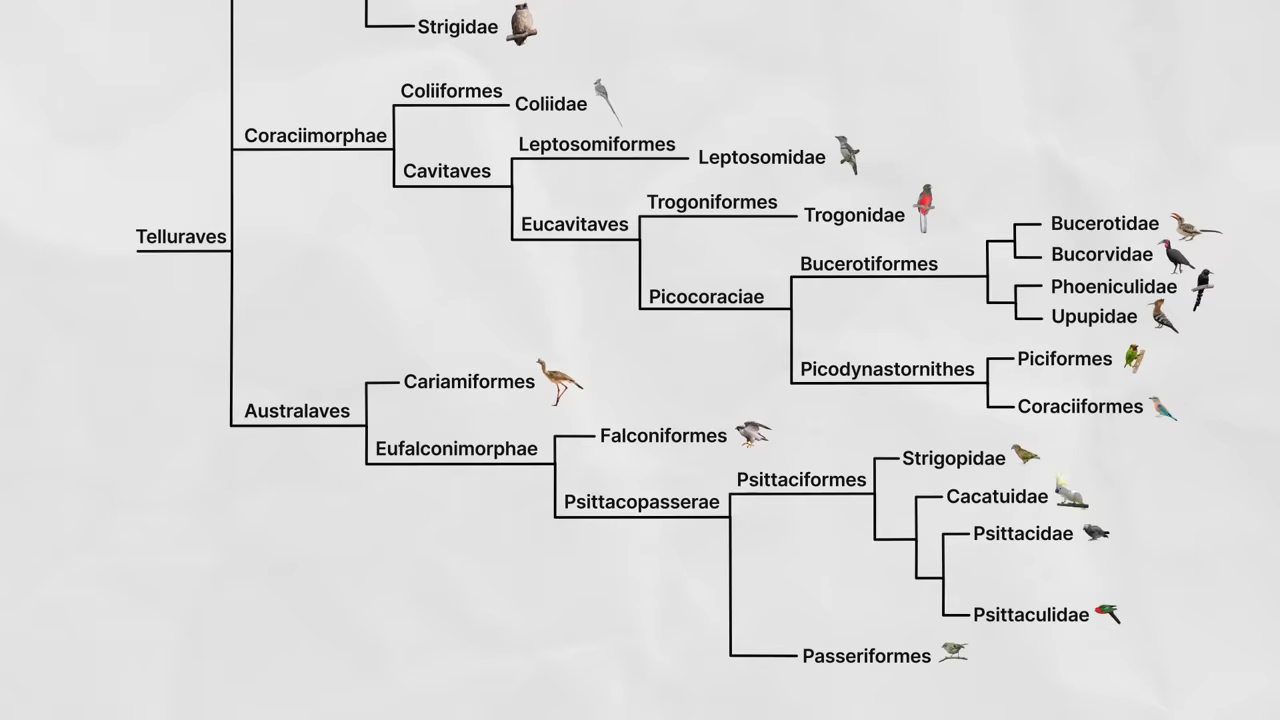 Strigidae
Coliiformes
Coliidae
Coraciimorphae
Leptosomiformes
Leptosomidae
Cavitaves
Trogoniformes
Trogonidae
Eucavitaves
Bucerotidae
Telluraves
Bucorvidae
Bucerotiformes
Phoeniculidae
Picocoraciae
Upupidae
Piciformes
Picodynastornithes
Cariamiformes
Coraciiformes
Australaves
Falconiformes
Eufalconimorphae
Strigopidae
Psittaciformes
Cacatuidae
Psittacopasserae
Psittacidae
Psittaculidae
Passeriformes